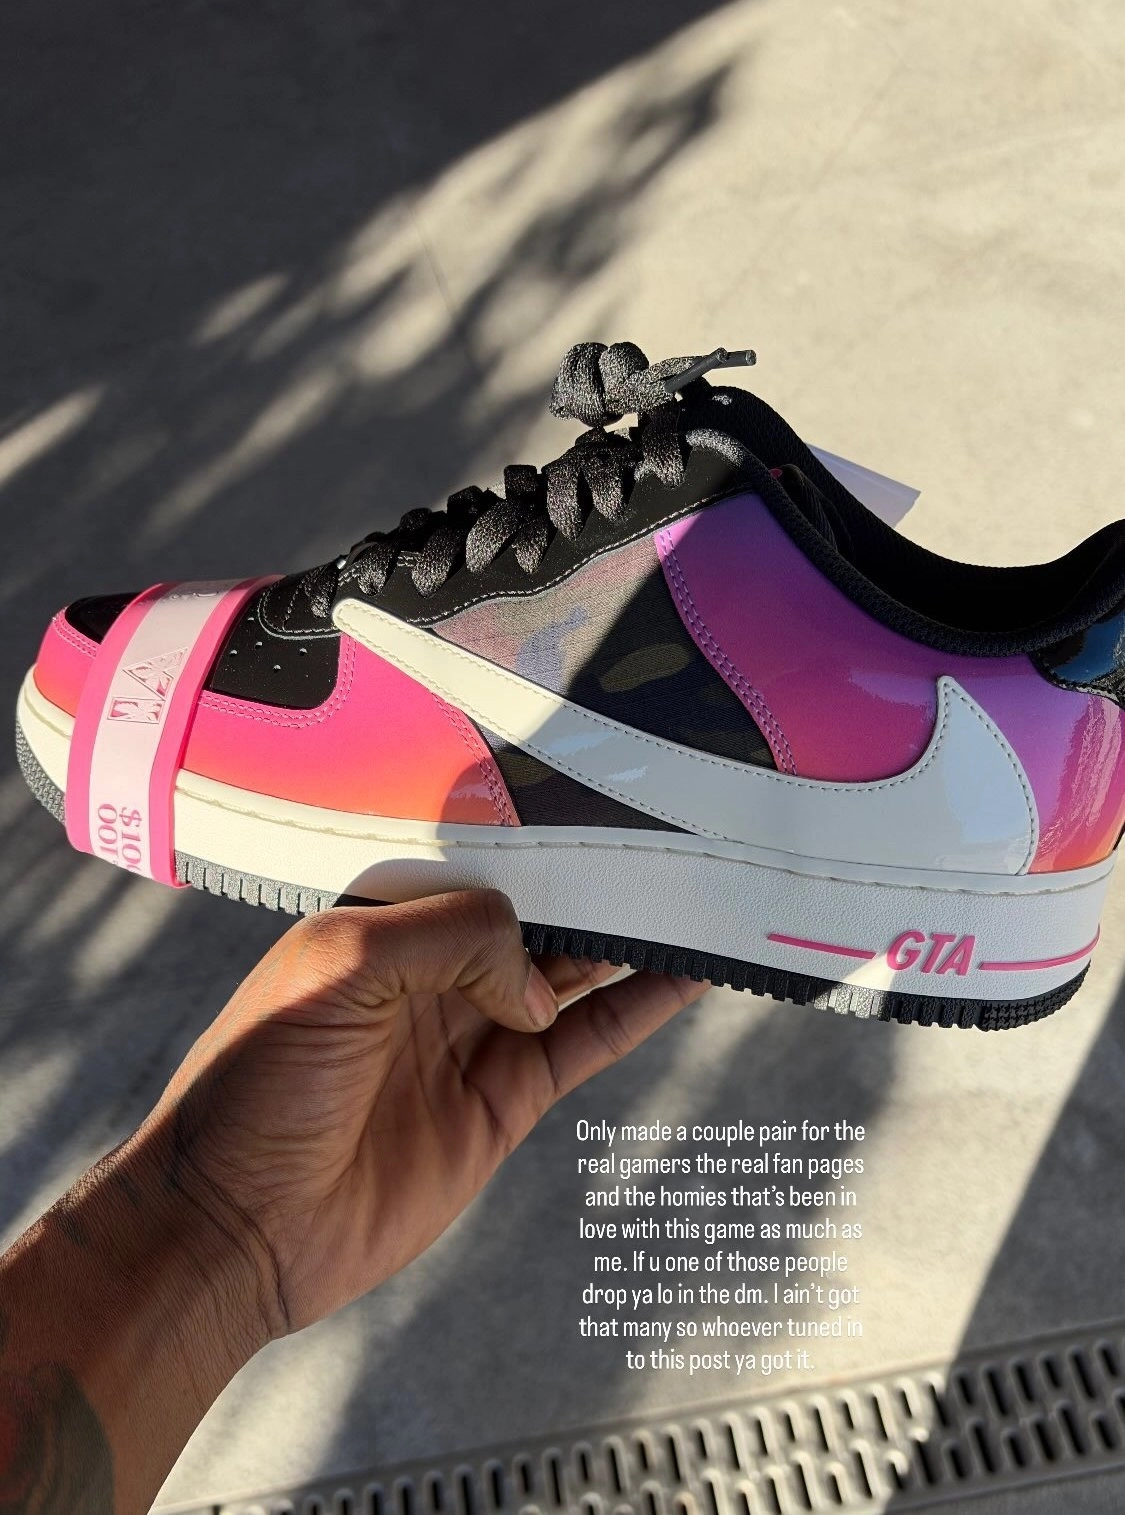 $100
001
GTA
Only made a couple pair for the
real gamers the real fan pages
and the homies that's been in
love with this game as much as
me. If u one of those people
drop ya lo in the dm. I ain't got
that many so whoever tuned in
to this post ya got it.